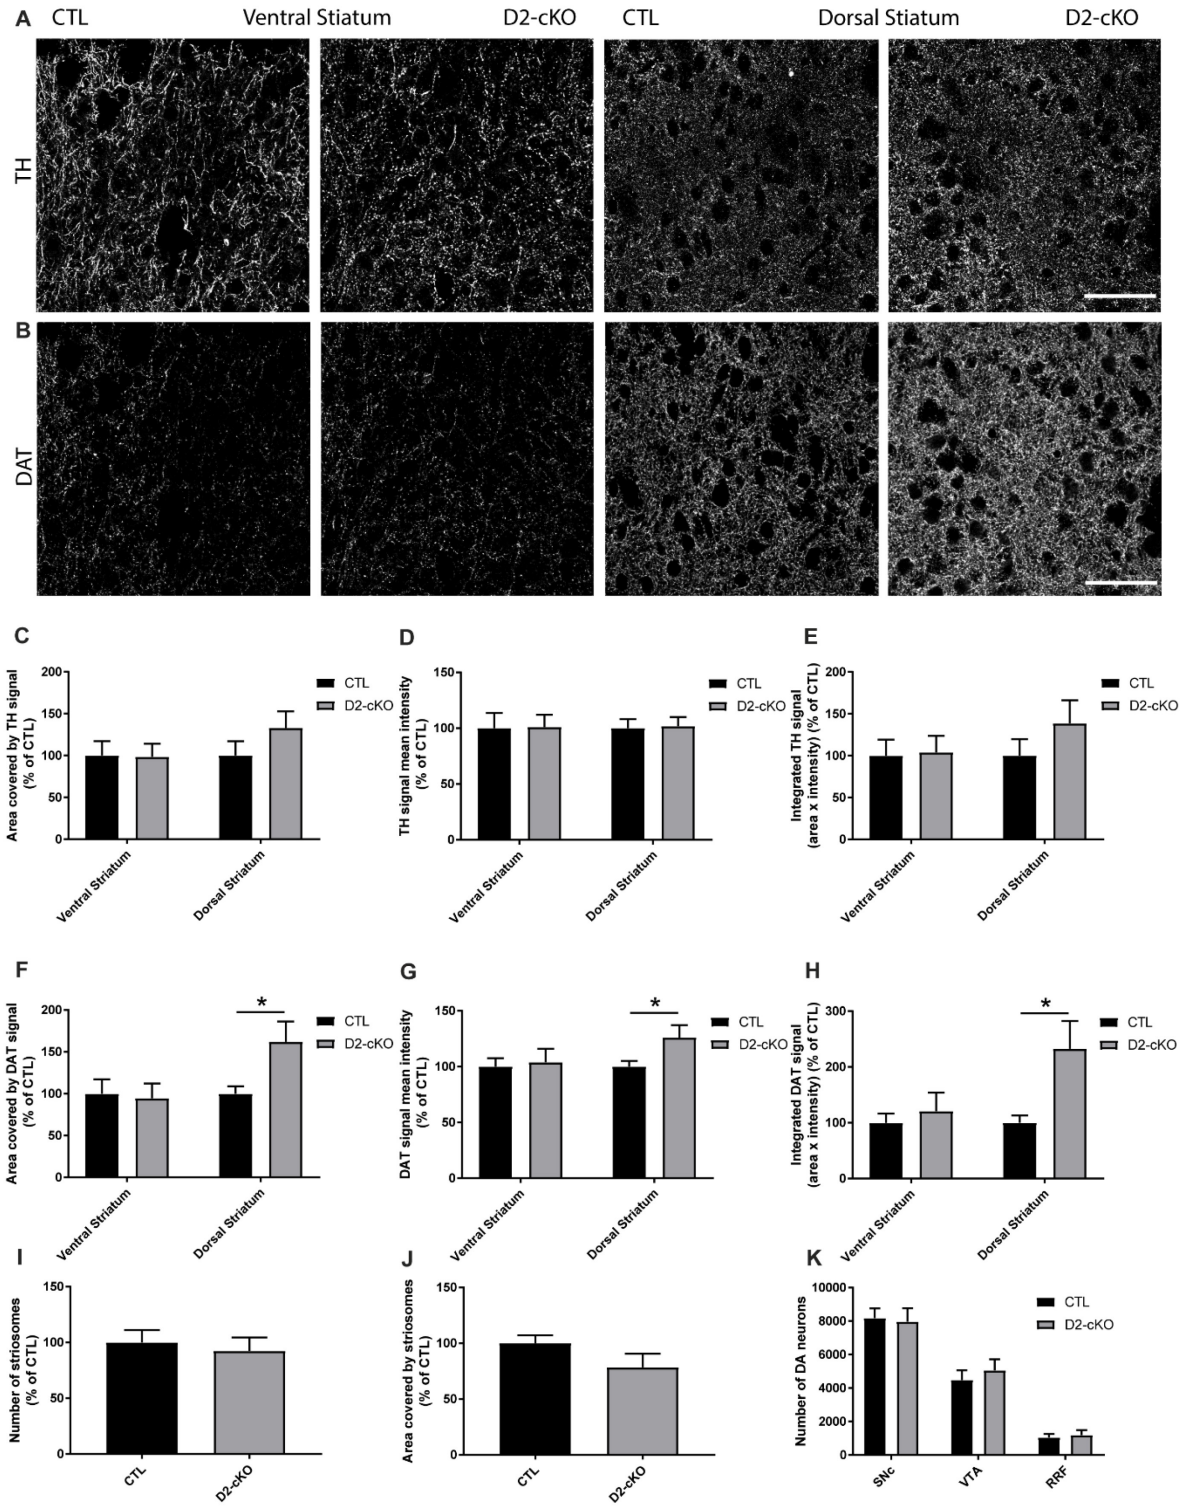 A CTL Ventral Stiatum D2-cKO CTL Dorsal Stiatum D2-cKO
TH
B
DAT
C
Area covered by TH signal
(% of CTL)
200
150
100
50
0
CTL
D2-cKO
Ventral Striatum
Dorsal Striatum
D
TH signal mean intensity
(% of CTL)
150
100
50
0
CTL
D2-cKO
Ventral Striatum
Dorsal Striatum
E
Integrated TH signal
(area x intensity) (% of CTL)
200
150
100
50
0
CTL
D2-cKO
Ventral Striatum
Dorsal Striatum
F
Area covered by DAT signal
(% of CTL)
200
150
100
50
0
*
CTL
D2-cKO
Ventral Striatum
Dorsal Striatum
G
DAT signal mean intensity
(% of CTL)
150
100
50
0
*
CTL
D2-cKO
Ventral Striatum
Dorsal Striatum
H
Integrated DAT signal
(area x intensity) (% of CTL)
300
200
100
0
*
CTL
D2-cKO
Ventral Striatum
Dorsal Striatum
I
Number of striosomes
(% of CTL)
150
100
50
0
CTL
D2-cKO
J
Area covered by striosomes
(% of CTL)
150
100
50
0
CTL
D2-cKO
K
Number of DA neurons
10000
8000
6000
4000
2000
0
CTL
D2-cKO
SNc
VTA
RRF